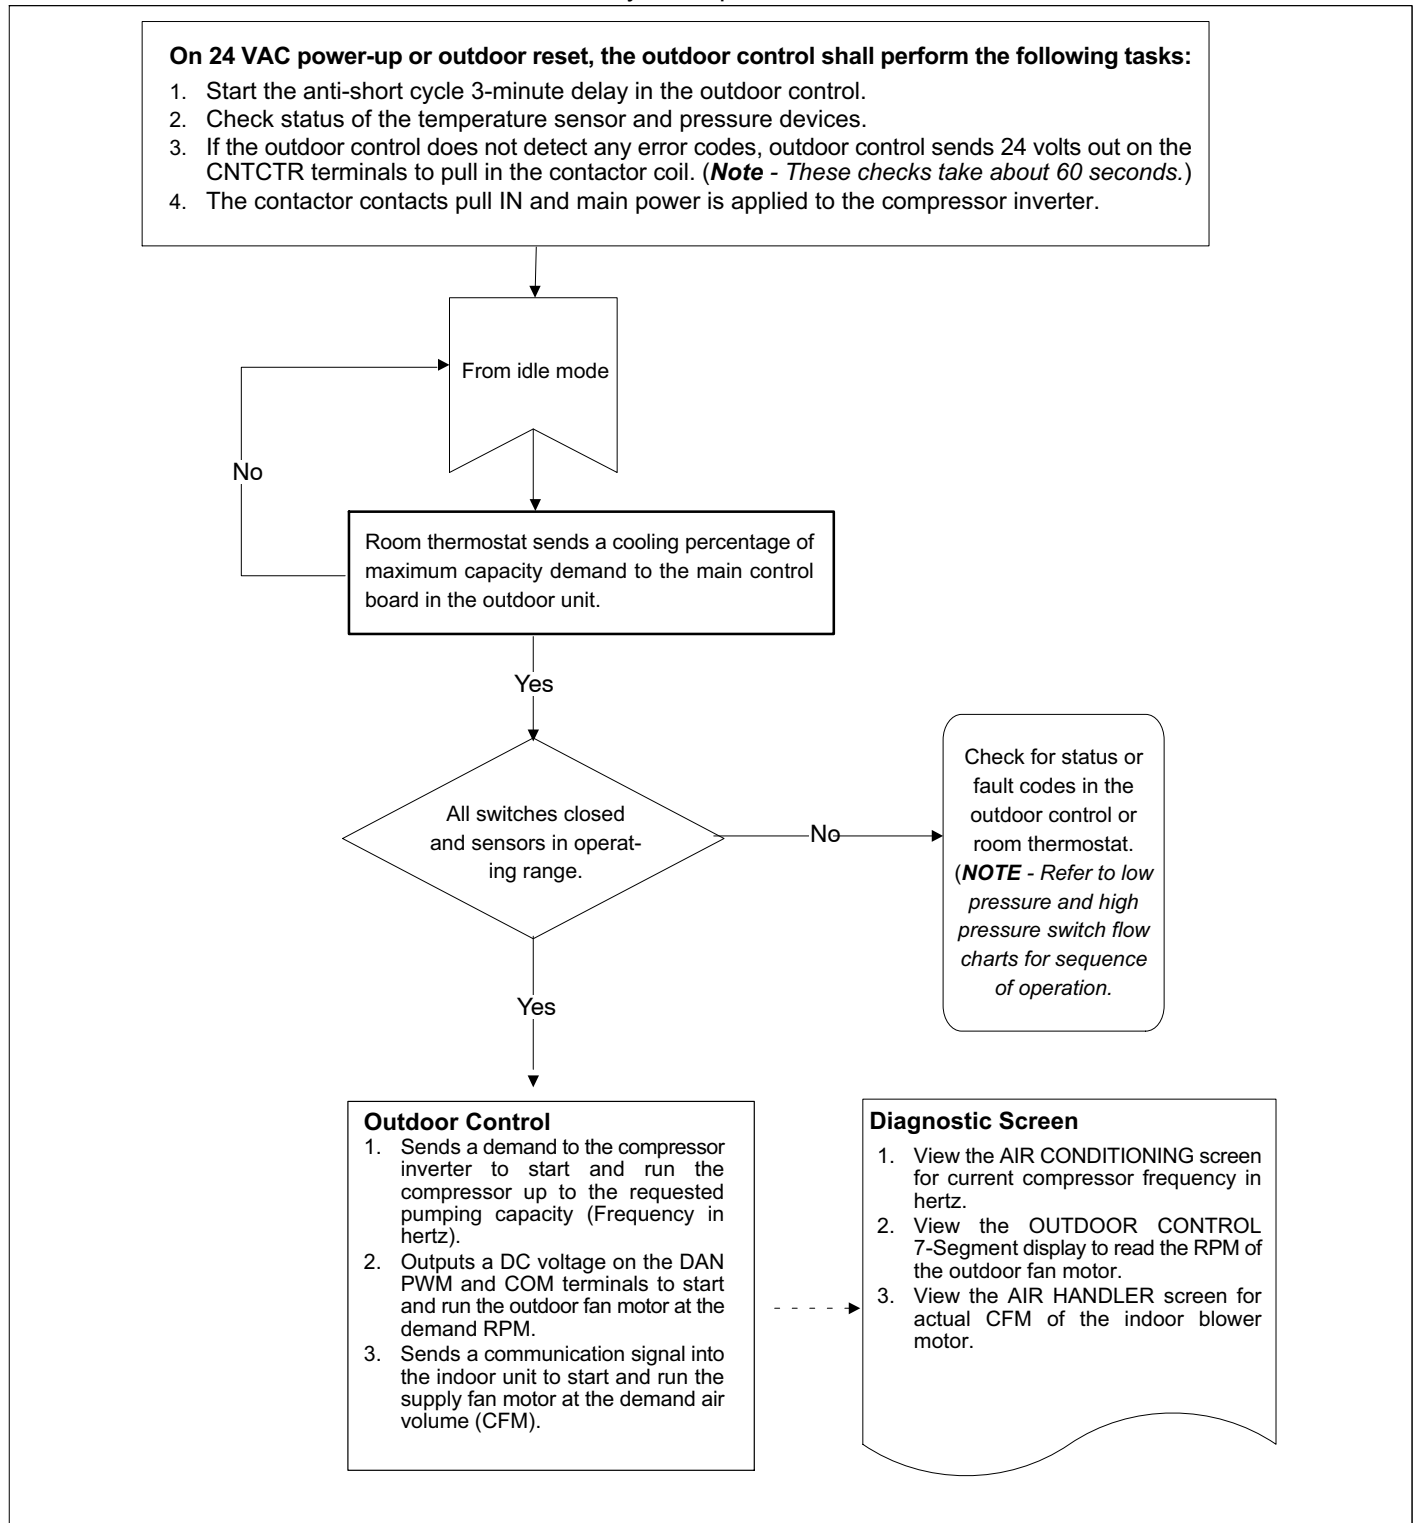 On 24 VAC power-up or outdoor reset, the outdoor control shall perform the following tasks:
1. Start the anti-short cycle 3-minute delay in the outdoor control.
2. Check status of the temperature sensor and pressure devices.
3. If the outdoor control does not detect any error codes, outdoor control sends 24 volts out on the
CNTCTR terminals to pull in the contactor coil. (Note - These checks take about 60 seconds.)
4. The contactor contacts pull IN and main power is applied to the compressor inverter.
From idle mode
No
Room thermostat sends a cooling percentage of
maximum capacity demand to the main control
board in the outdoor unit.
Yes
All switches closed
and sensors in operat-
ing range.
No
Check for status or
fault codes in the
outdoor control or
room thermostat.
(NOTE - Refer to low
pressure and high
pressure switch flow
charts for sequence
of operation.
Yes
Outdoor Control
1. Sends a demand to the compressor
inverter to start and run the
compressor up to the requested
pumping capacity (Frequency in
hertz).
2. Outputs a DC voltage on the DAN
PWM and COM terminals to start
and run the outdoor fan motor at the
demand RPM.
3. Sends a communication signal into
the indoor unit to start and run the
supply fan motor at the demand air
volume (CFM).
Diagnostic Screen
1. View the AIR CONDITIONING screen
for current compressor frequency in
hertz.
2. View the OUTDOOR CONTROL
7-Segment display to read the RPM of
the outdoor fan motor.
3. View the AIR HANDLER screen for
actual CFM of the indoor blower
motor.